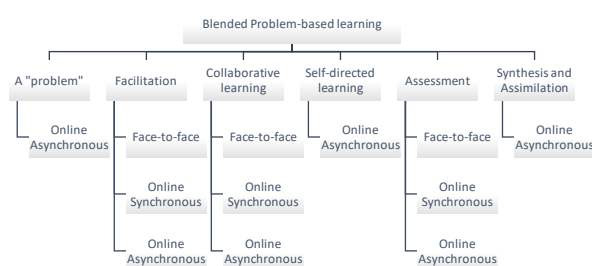 Blended Problem-based learning
A "problem"
Facilitation
Collaborative
learning
Self-directed
learning
Assessment
Synthesis and
Assimilation
Online
Asynchronous
Face-to-face
Face-to-face
Online
Asynchronous
Face-to-face
Online
Asynchronous
Online
Synchronous
Online
Synchronous
Online
Synchronous
Online
Asynchronous
Online
Asynchronous
Online
Asynchronous